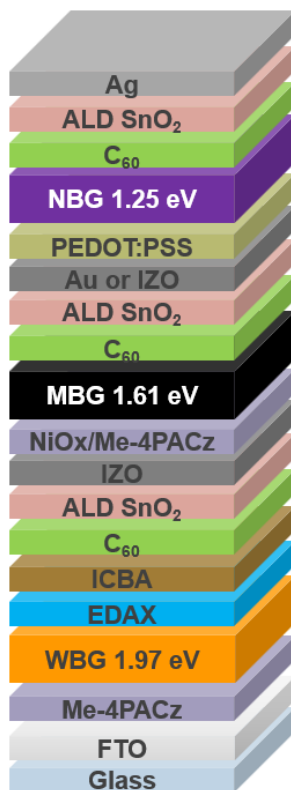 Ag
ALD SnO₂
C₆₀
NBG 1.25 eV
PEDOT:PSS
Au or IZO
ALD SnO₂
C₆₀
MBG 1.61 eV
NiOx/Me-4PACz
IZO
ALD SnO₂
C₆₀
ICBA
EDAX
WBG 1.97 eV
Me-4PACz
FTO
Glass